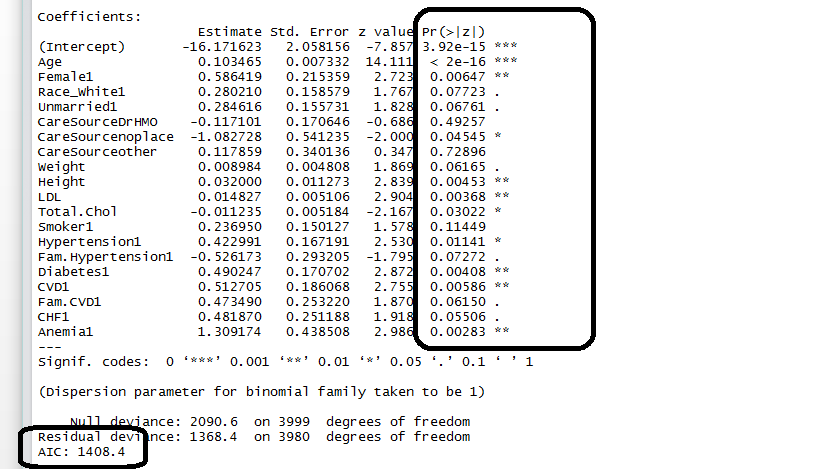 Coefficients:
Estimate Std. Error z value Pr(>|z|)
(Intercept) -16.171623 2.058156 -7.857 3.92e-15 ***
Age 0.103465 0.007332 14.111 < 2e-16 ***
Female1 0.586419 0.215359 2.723 0.00647 **
Race_White1 0.280210 0.158579 1.767 0.07723 .
Unmarried1 0.284616 0.155731 1.828 0.06761 .
CareSourceDrHMO -0.117101 0.170646 -0.686 0.49257
CareSourcenoplace -1.082728 0.541235 -2.000 0.04545 *
CareSourceother 0.117859 0.340136 0.347 0.72896
Weight 0.008984 0.004808 1.869 0.06165 .
Height 0.032000 0.011273 2.839 0.00453 **
LDL 0.014827 0.005106 2.904 0.00368 **
Total.Chol -0.011235 0.005184 -2.167 0.03022 *
Smoker1 0.236950 0.150127 1.578 0.11449
Hypertension1 0.422991 0.167191 2.530 0.01141 *
Fam.Hypertension1 -0.526173 0.293205 -1.795 0.07272 .
Diabetes1 0.490247 0.170702 2.872 0.00408 **
CVD1 0.512705 0.186068 2.755 0.00586 **
Fam.CVD1 0.473490 0.253220 1.870 0.06150 .
CHF1 0.481870 0.251188 1.918 0.05506 .
Anemia1 1.309174 0.438508 2.986 0.00283 **
---
Signif. codes: 0 ‘***’ 0.001 ‘**’ 0.01 ‘*’ 0.05 ‘.’ 0.1 ‘ ’ 1
(Dispersion parameter for binomial family taken to be 1)
Null deviance: 2090.6 on 3999 degrees of freedom
Residual deviance: 1368.4 on 3980 degrees of freedom
AIC: 1408.4